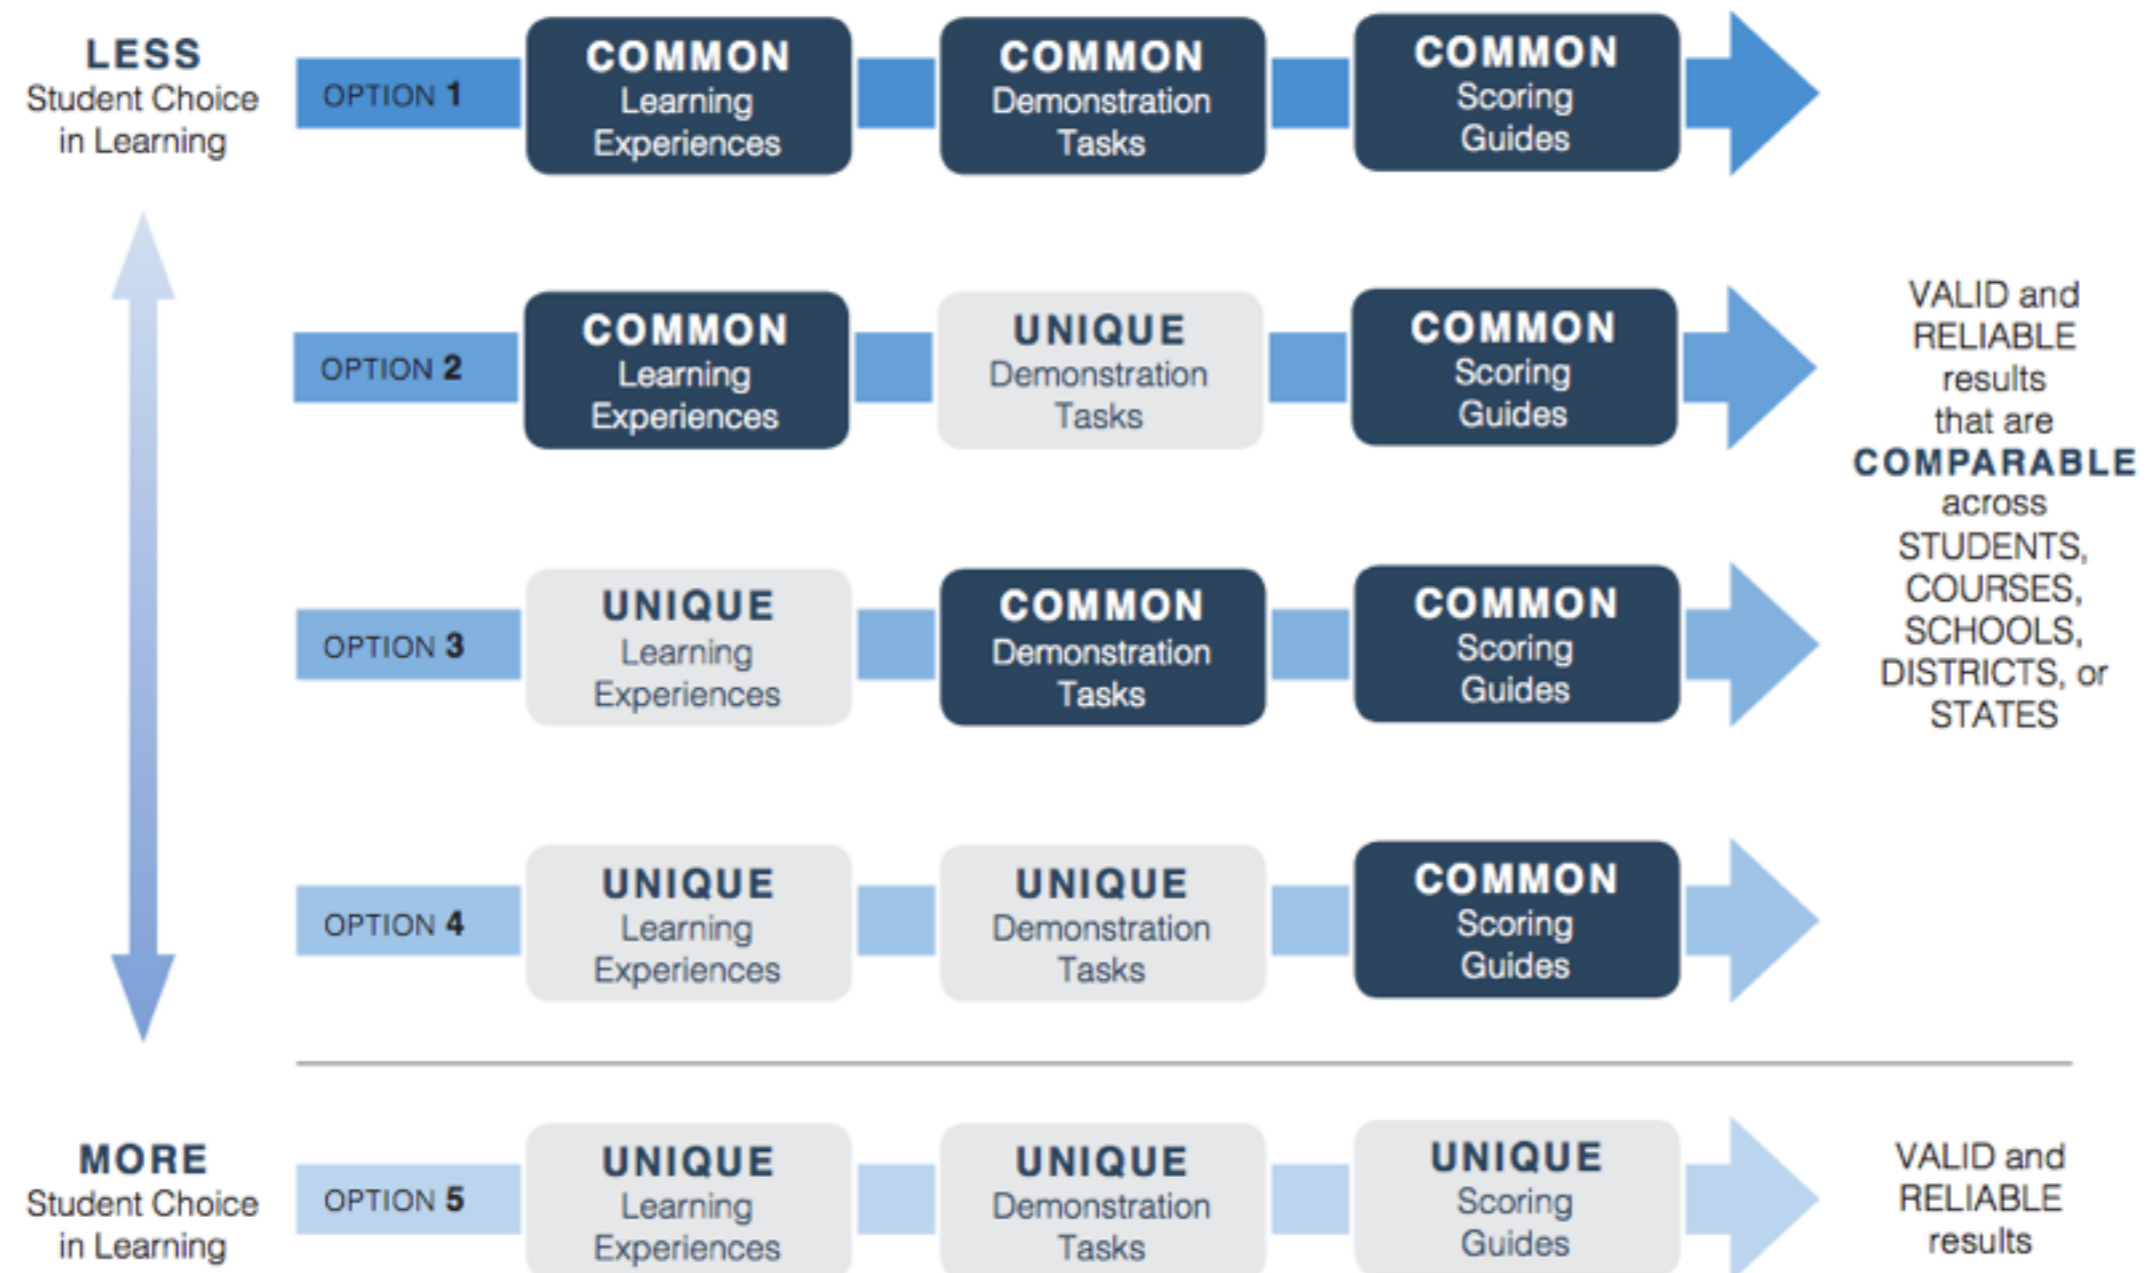 LESS
Student Choice
in Learning
OPTION 1
COMMON
Learning
Experiences
COMMON
Demonstration
Tasks
COMMON
Scoring
Guides
OPTION 2
COMMON
Learning
Experiences
UNIQUE
Demonstration
Tasks
COMMON
Scoring
Guides
OPTION 3
UNIQUE
Learning
Experiences
COMMON
Demonstration
Tasks
COMMON
Scoring
Guides
OPTION 4
UNIQUE
Learning
Experiences
UNIQUE
Demonstration
Tasks
COMMON
Scoring
Guides
VALID and
RELIABLE
results
that are
COMPARABLE
across
STUDENTS,
COURSES,
SCHOOLS,
DISTRICTS, or
STATES
MORE
Student Choice
in Learning
OPTION 5
UNIQUE
Learning
Experiences
UNIQUE
Demonstration
Tasks
UNIQUE
Scoring
Guides
VALID and
RELIABLE
results